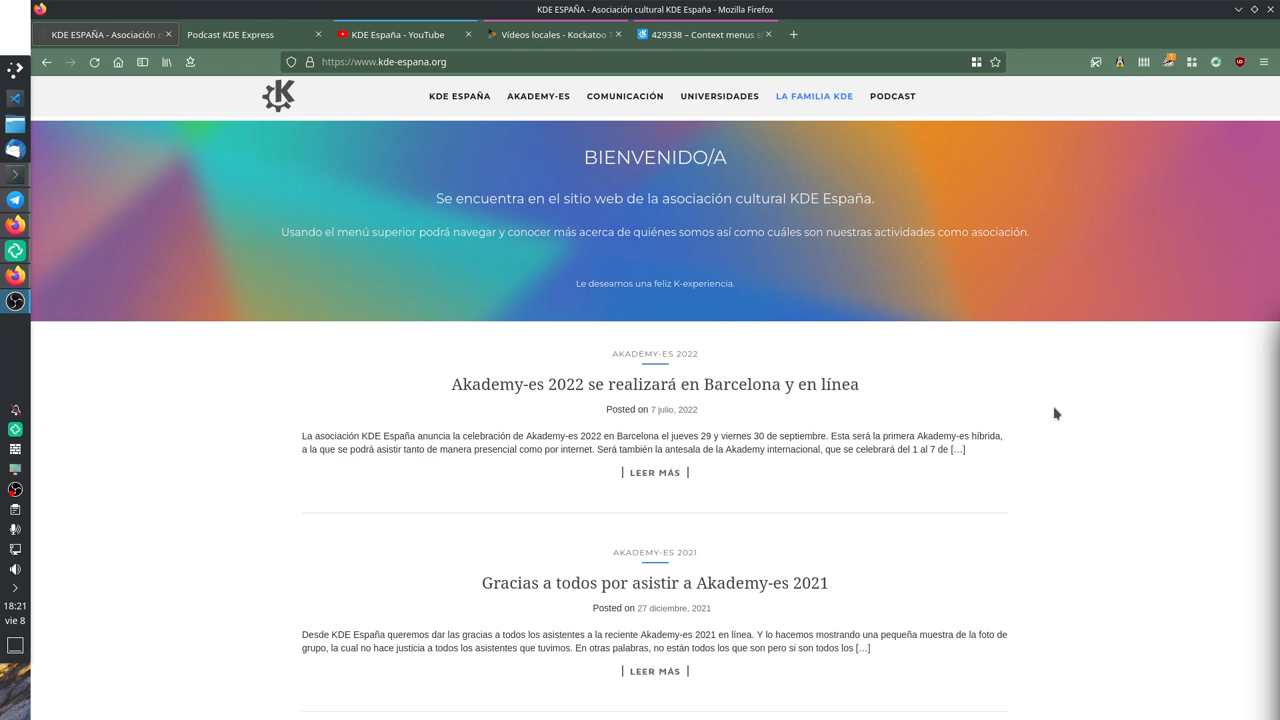 KDE ESPAÑA - Asociación cultural KDE España - Mozilla Firefox
KDE ESPAÑA - Asociación c
Podcast KDE Express
KDE España - YouTube
Vídeos locales - Kockatoo T
429338 – Context menus sl
https://www.kde-espana.org
KDE ESPAÑA AKADEMY-ES COMUNICACIÓN UNIVERSIDADES LA FAMILIA KDE PODCAST
BIENVENIDO/A
Se encuentra en el sitio web de la asociación cultural KDE España.
Usando el menú superior podrá navegar y conocer más acerca de quiénes somos así como cuáles son nuestras actividades como asociación.
Le deseamos una feliz K-experiencia.
AKADEMY-ES 2022
Akademy-es 2022 se realizará en Barcelona y en línea
Posted on 7 julio, 2022
La asociación KDE España anuncia la celebración de Akademy-es 2022 en Barcelona el jueves 29 y viernes 30 de septiembre. Esta será la primera Akademy-es híbrida,
a la que se podrá asistir tanto de manera presencial como por internet. Será también la antesala de la Akademy internacional, que se celebrará del 1 al 7 de […]
LEER MÁS
AKADEMY-ES 2021
Gracias a todos por asistir a Akademy-es 2021
Posted on 27 diciembre, 2021
Desde KDE España queremos dar las gracias a todos los asistentes a la reciente Akademy-es 2021 en línea. Y lo hacemos mostrando una pequeña muestra de la foto de
grupo, la cual no hace justicia a todos los asistentes que tuvimos. En otras palabras, no están todos los que son pero si son todos los […]
LEER MÁS
18:21
vie 8